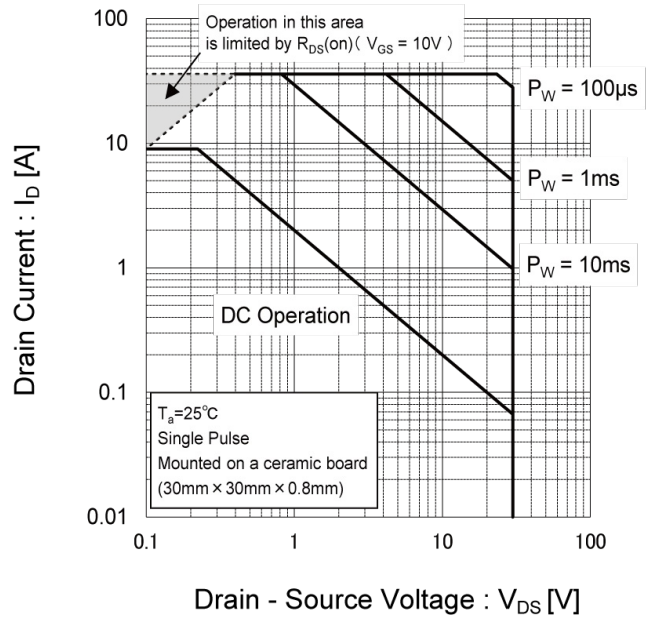 Operation in this area
is limited by RDS(on)( VGS = 10V )
100
10
1
0.1
0.01
Drain Current : ID [A]
PW = 100μs
PW = 1ms
PW = 10ms
DC Operation
Ta=25℃
Single Pulse
Mounted on a ceramic board
(30mm×30mm×0.8mm)
0.1
1
10
100
Drain - Source Voltage : VDS [V]